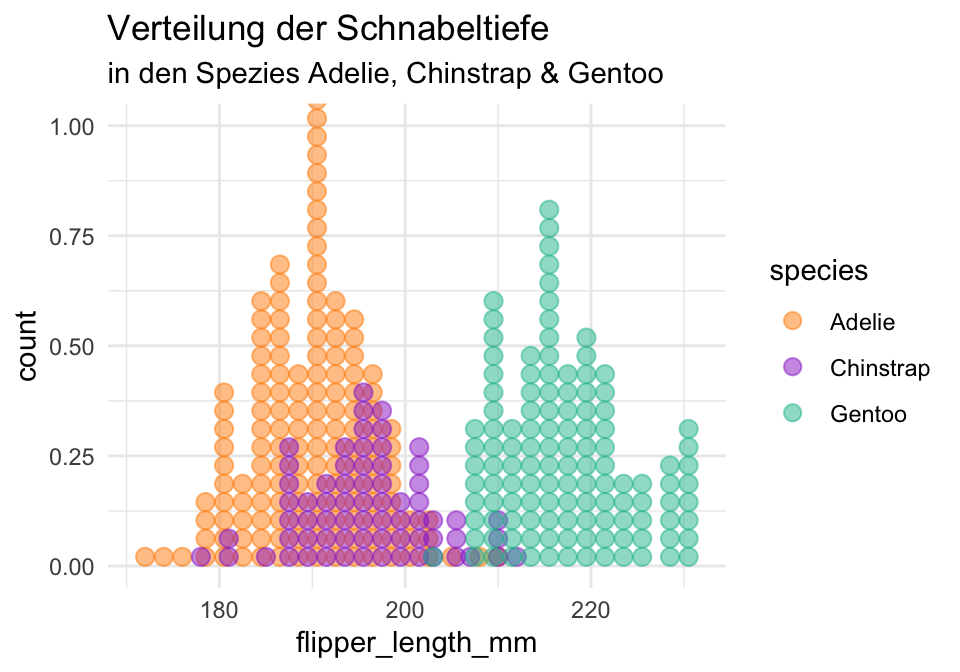 Verteilung der Schnabeltiefe
in den Spezies Adelie, Chinstrap & Gentoo
1.00
0.75
0.50
0.25
0.00
count
180 200 220
flipper_length_mm
species
Adelie
Chinstrap
Gentoo